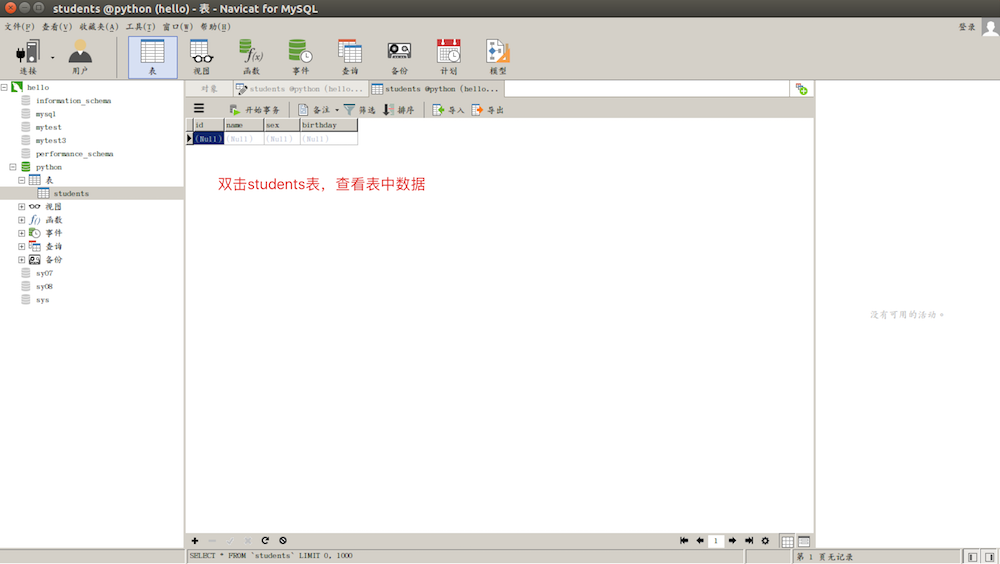 students @python (hello) - 表 - Navicat for MySQL
文件(F) 查看(V) 收藏夹(A) 工具(T) 窗口(W) 帮助(H)
登录
连接 用户 表 视图 函数 事件 查询 备份 计划 模型
hello
information_schema
mysql
mytest
mytest3
performance_schema
python
表
students
视图
函数
事件
查询
备份
sy07
sy08
sys
对象 students @python (hello... students @python (hello...
开始事务 备注 筛选 排序 导入 导出
id name sex birthday
(Null) (Null) (Null) (Null)
双击students表，查看表中数据
没有可用的活动。
1
SELECT * FROM `students` LIMIT 0, 1000
第 1 页无记录